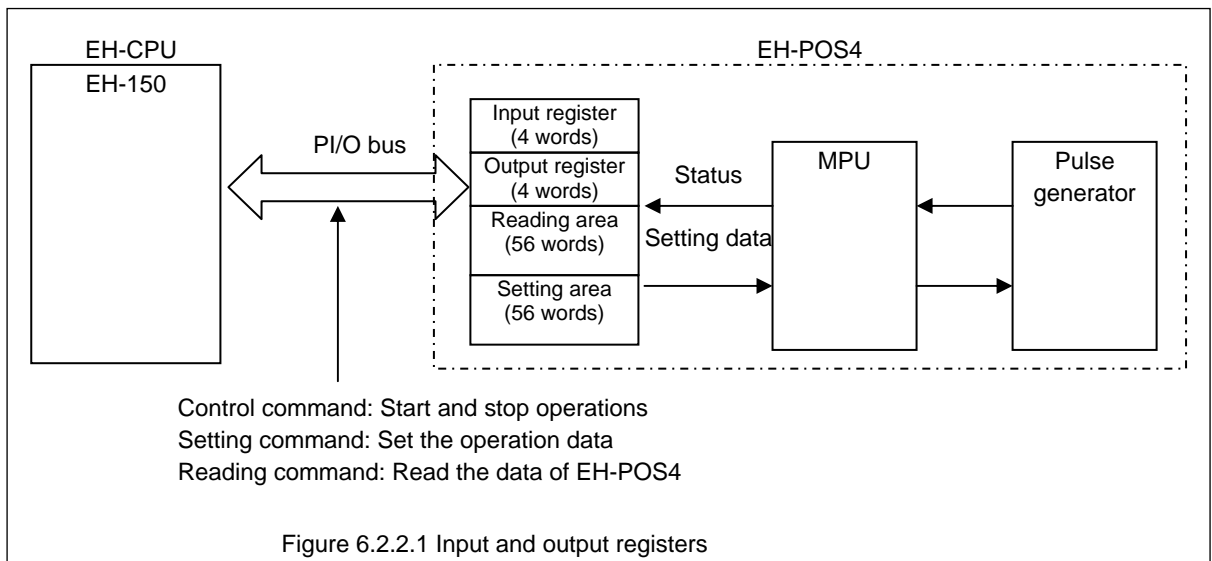 EH-CPU
EH-POS4
EH-150
PI/O bus
Input register
(4 words)
Output register
(4 words)
Reading area
(56 words)
Setting area
(56 words)
Status
Setting data
MPU
Pulse
generator
Control command: Start and stop operations
Setting command: Set the operation data
Reading command: Read the data of EH-POS4
Figure 6.2.2.1 Input and output registers